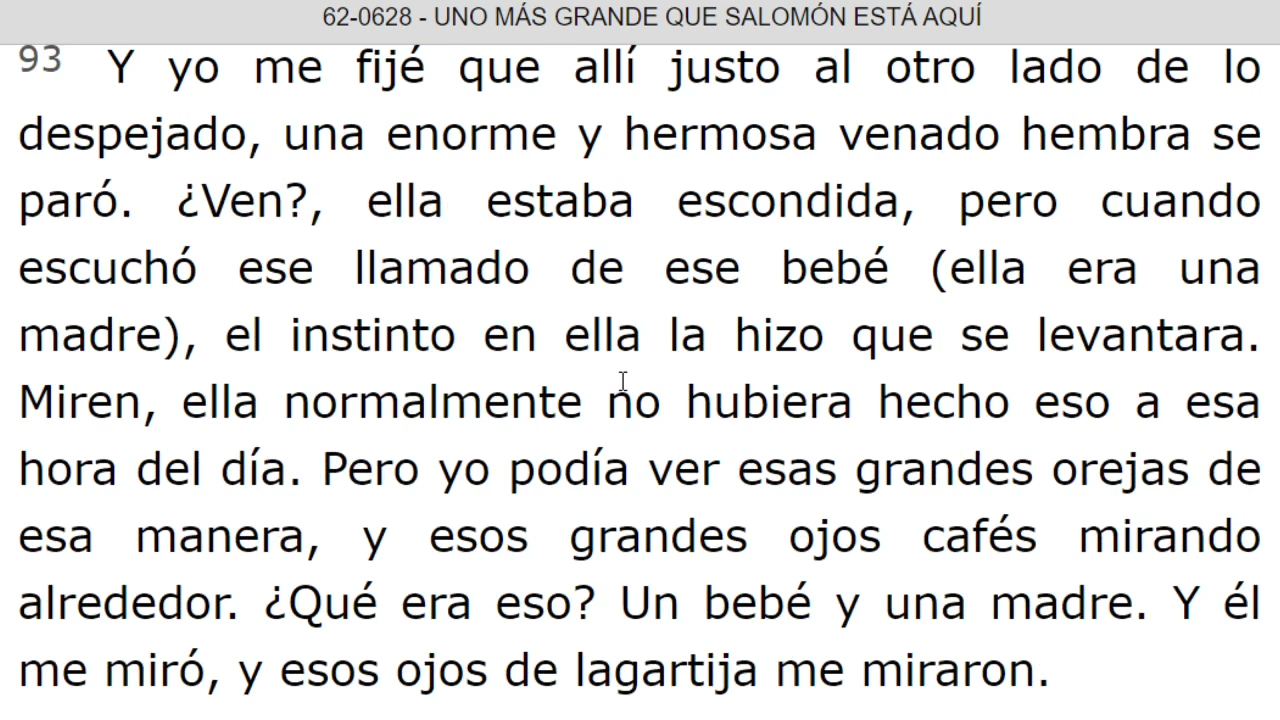 62-0628 - UNO MÁS GRANDE QUE SALOMÓN ESTÁ AQUÍ
93 Y yo me fijé que allí justo al otro lado de lo
despejado, una enorme y hermosa venado hembra se
paró. ¿Ven?, ella estaba escondida, pero cuando
escuchó ese llamado de ese bebé (ella era una
madre), el instinto en ella la hizo que se levantara.
Miren, ella normalmente no hubiera hecho eso a esa
hora del día. Pero yo podía ver esas grandes orejas de
esa manera, y esos grandes ojos cafés mirando
alrededor. ¿Qué era eso? Un bebé y una madre. Y él
me miró, y esos ojos de lagartija me miraron.